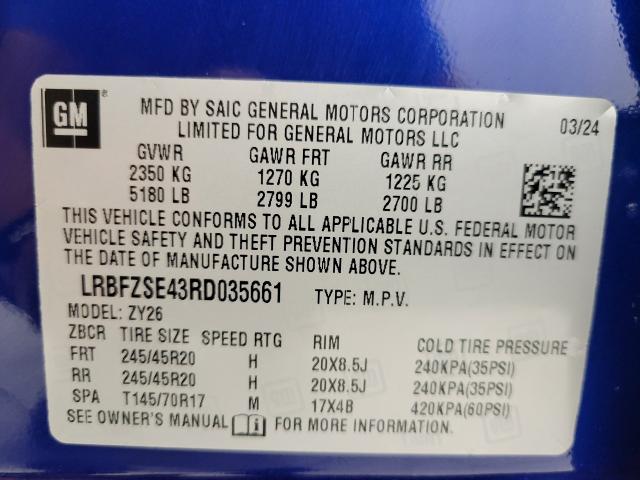 GM ®
MFD BY SAIC GENERAL MOTORS CORPORATION
LIMITED FOR GENERAL MOTORS LLC
03/24
GVWR GAWR FRT GAWR RR
2350 KG 1270 KG 1225 KG
5180 LB 2799 LB 2700 LB
THIS VEHICLE CONFORMS TO ALL APPLICABLE U.S. FEDERAL MOTOR
VEHICLE SAFETY AND THEFT PREVENTION STANDARDS IN EFFECT ON
THE DATE OF MANUFACTURE SHOWN ABOVE.
LRBFZSE43RD035661 TYPE: M.P.V.
MODEL: ZY26
ZBCR TIRE SIZE SPEED RTG RIM COLD TIRE PRESSURE
FRT 245/45R20 H 20X8.5J 240KPA(35PSI)
RR 245/45R20 H 20X8.5J 240KPA(35PSI)
SPA T145/70R17 M 17X4B 420KPA(60PSI)
SEE OWNER'S MANUAL i FOR MORE INFORMATION.